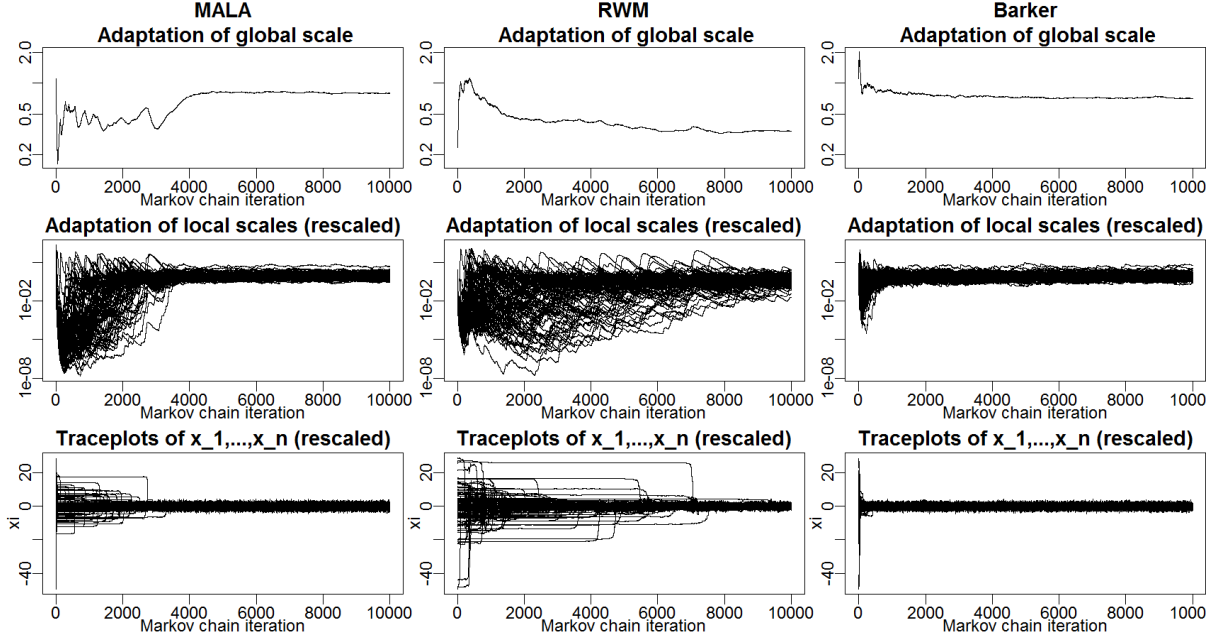 MALA
Adaptation of global scale
2.0
0.5
0.2
0 2000 4000 6000 8000 10000
Markov chain iteration
RWM
Adaptation of global scale
2.0
0.5
0.2
0 2000 4000 6000 8000 10000
Markov chain iteration
Barker
Adaptation of global scale
2.0
0.5
0.2
0 2000 4000 6000 8000 1000
Markov chain iteration
Adaptation of local scales (rescaled)
1e-02
1e-08
0 2000 4000 6000 8000 10000
Markov chain iteration
Adaptation of local scales (rescaled)
1e-02
1e-08
0 2000 4000 6000 8000 10000
Markov chain iteration
Adaptation of local scales (rescaled)
1e-02
1e-08
0 2000 4000 6000 8000 1000
Markov chain iteration
Traceplots of x_1,...,x_n (rescaled)
xi
20
0
-40
0 2000 4000 6000 8000 10000
Markov chain iteration
Traceplots of x_1,...,x_n (rescaled)
xi
20
0
-40
0 2000 4000 6000 8000 10000
Markov chain iteration
Traceplots of x_1,...,x_n (rescaled)
xi
20
0
-40
0 2000 4000 6000 8000 1000
Markov chain iteration